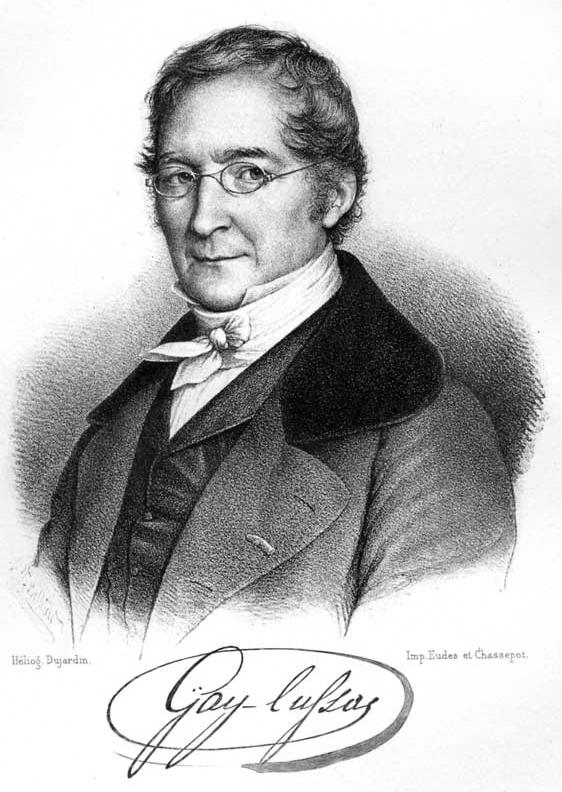 Héliog. Dujardin.
Imp. Eudes et Chassepot.
Gay-Lussac